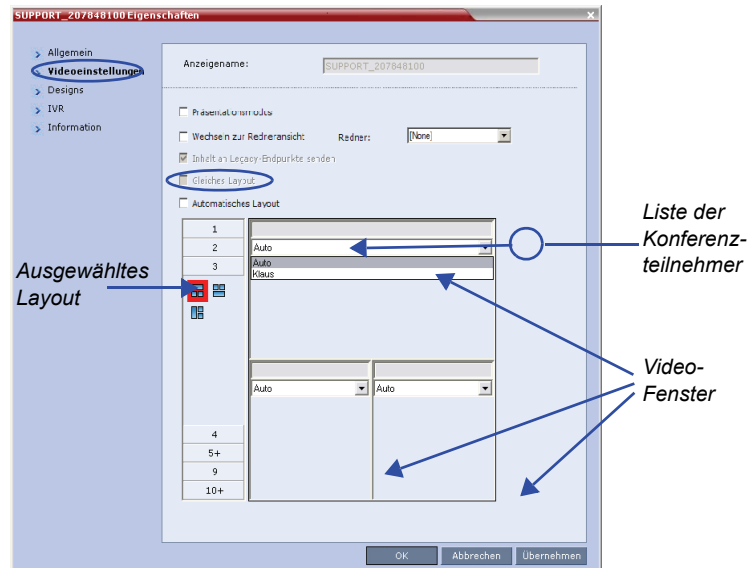 SUPPORT_207848100 Eigenschaften
Allgemein
Videoeinstellungen
Designs
IVR
Information
Anzeigename:
SUPPORT_207848100
Präsentationsmodus
Wechseln zur Redneransicht
Redner:
[None]
Inhalt an Legacy-Endpunkte senden
Gleiches Layout
Automatisches Layout
1
2
3
Auto
Auto
Klaus
Auto
Auto
4
5+
9
10+
Ausgewähltes
Layout
Liste der
Konferenz-
teilnehmer
Video-
Fenster
OK
Abbrechen
Übernehmen